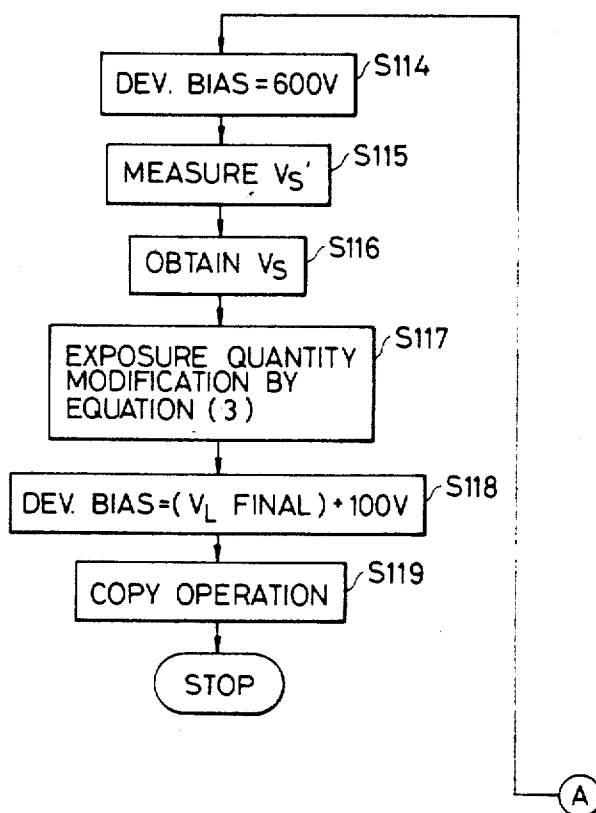 S114
DEV. BIAS=600V
S115
MEASURE VS'
S116
OBTAIN VS
S117
EXPOSURE QUANTITY
MODIFICATION BY
EQUATION (3)
S118
DEV. BIAS=(VL FINAL)+100V
S119
COPY OPERATION
STOP
A